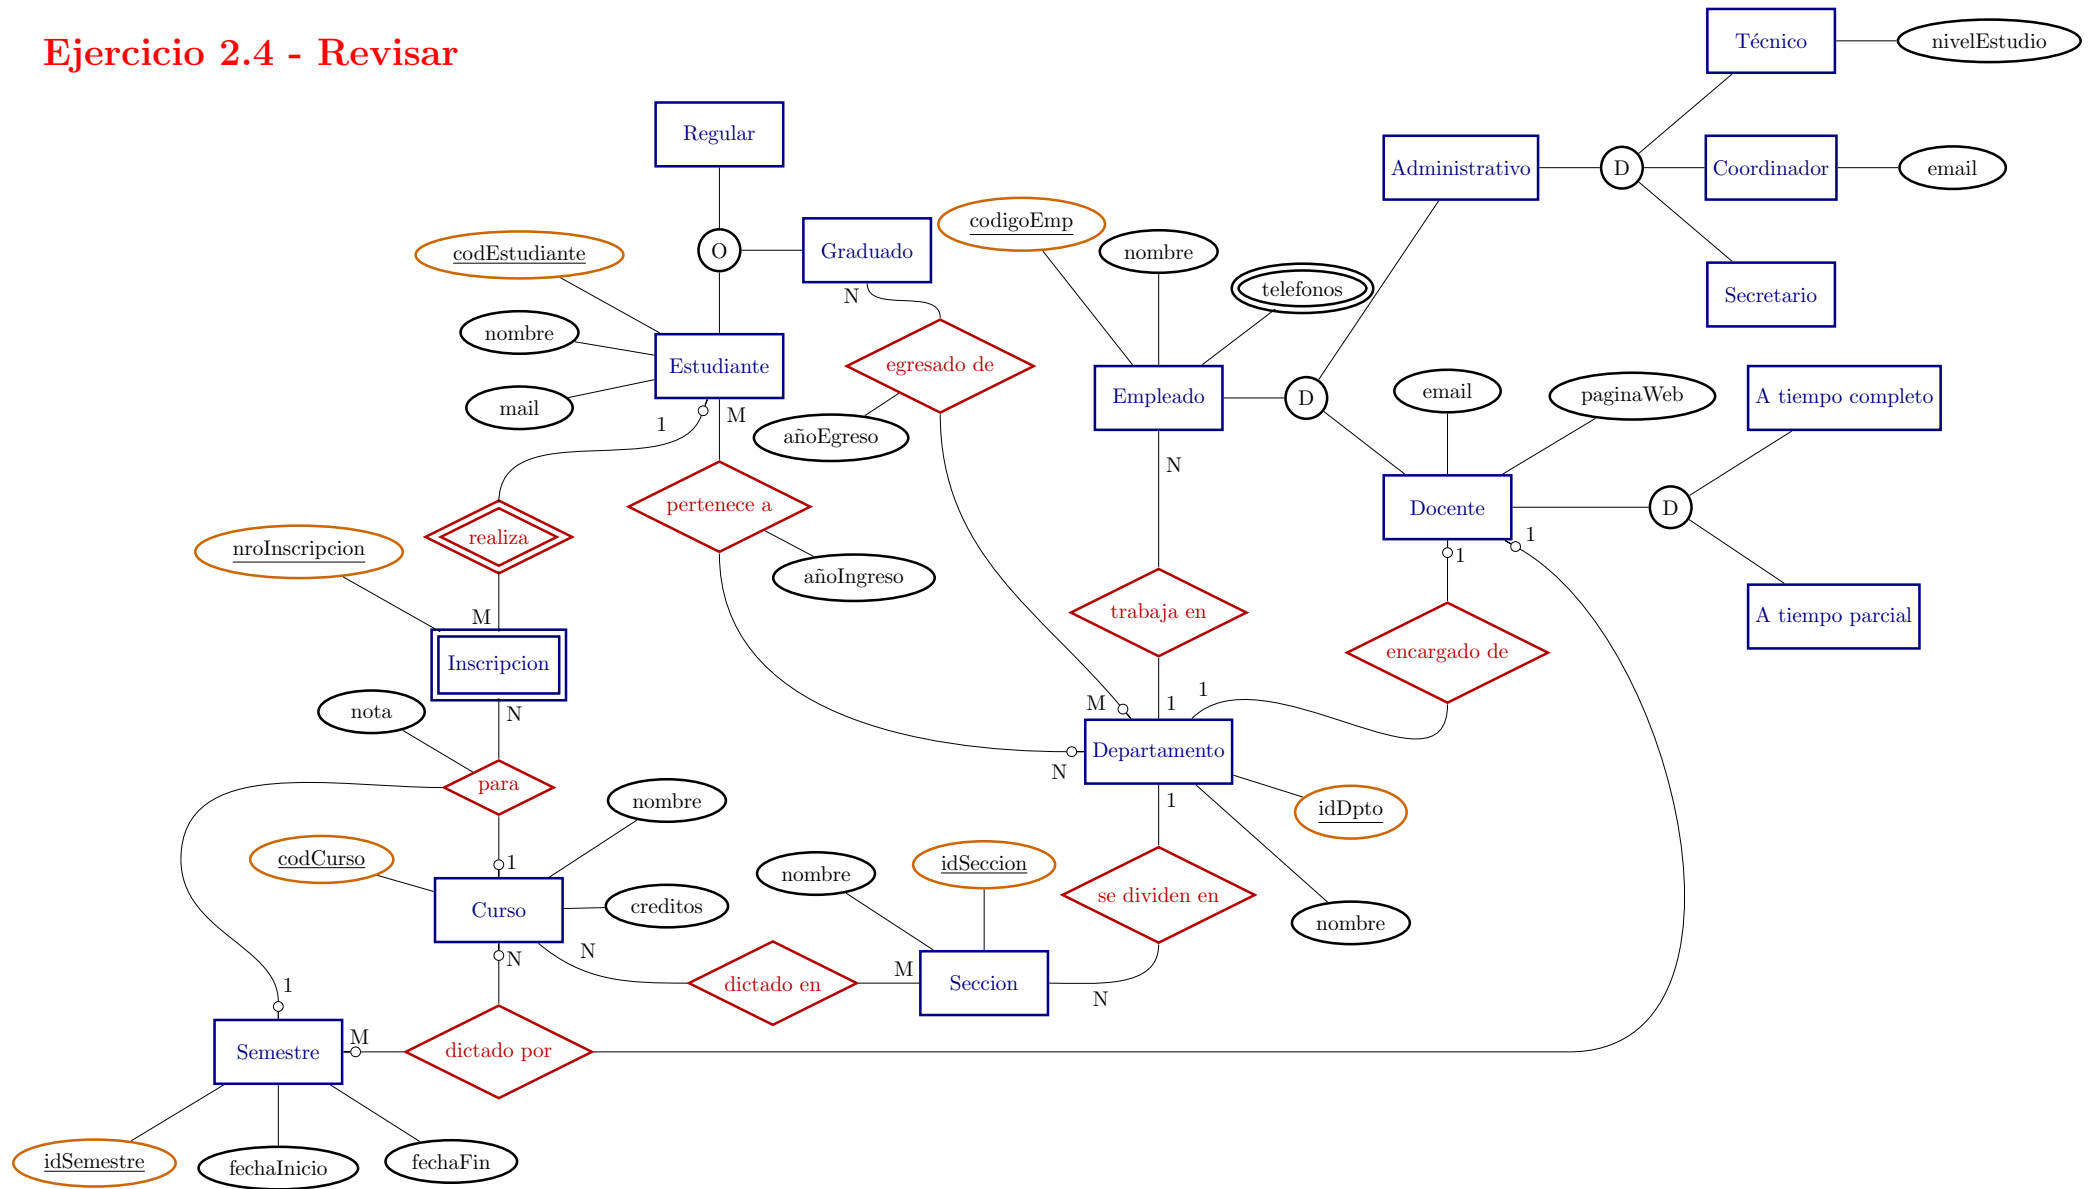 Ejercicio 2.4 - Revisar
Técnico
nivelEstudio
Regular
Administrativo
D
Coordinador
email
codigoEmp
codEstudiante
O
Graduado
nombre
telefonos
Secretario
N
nombre
Estudiante
egresado de
Empleado
D
email
paginaWeb
A tiempo completo
mail
1
M
añoEgreso
N
pertenece a
Docente
D
1
nroInscripcion
realiza
1
añoIngreso
M
trabaja en
A tiempo parcial
Inscripcion
encargado de
nota
N
M
1
1
Departamento
N
para
nombre
1
idDpto
codCurso
1
nombre
idSeccion
se dividen en
Curso
creditos
nombre
N
N
dictado en
M
Seccion
N
1
Semestre
M
dictado por
idSemestre
fechaInicio
fechaFin